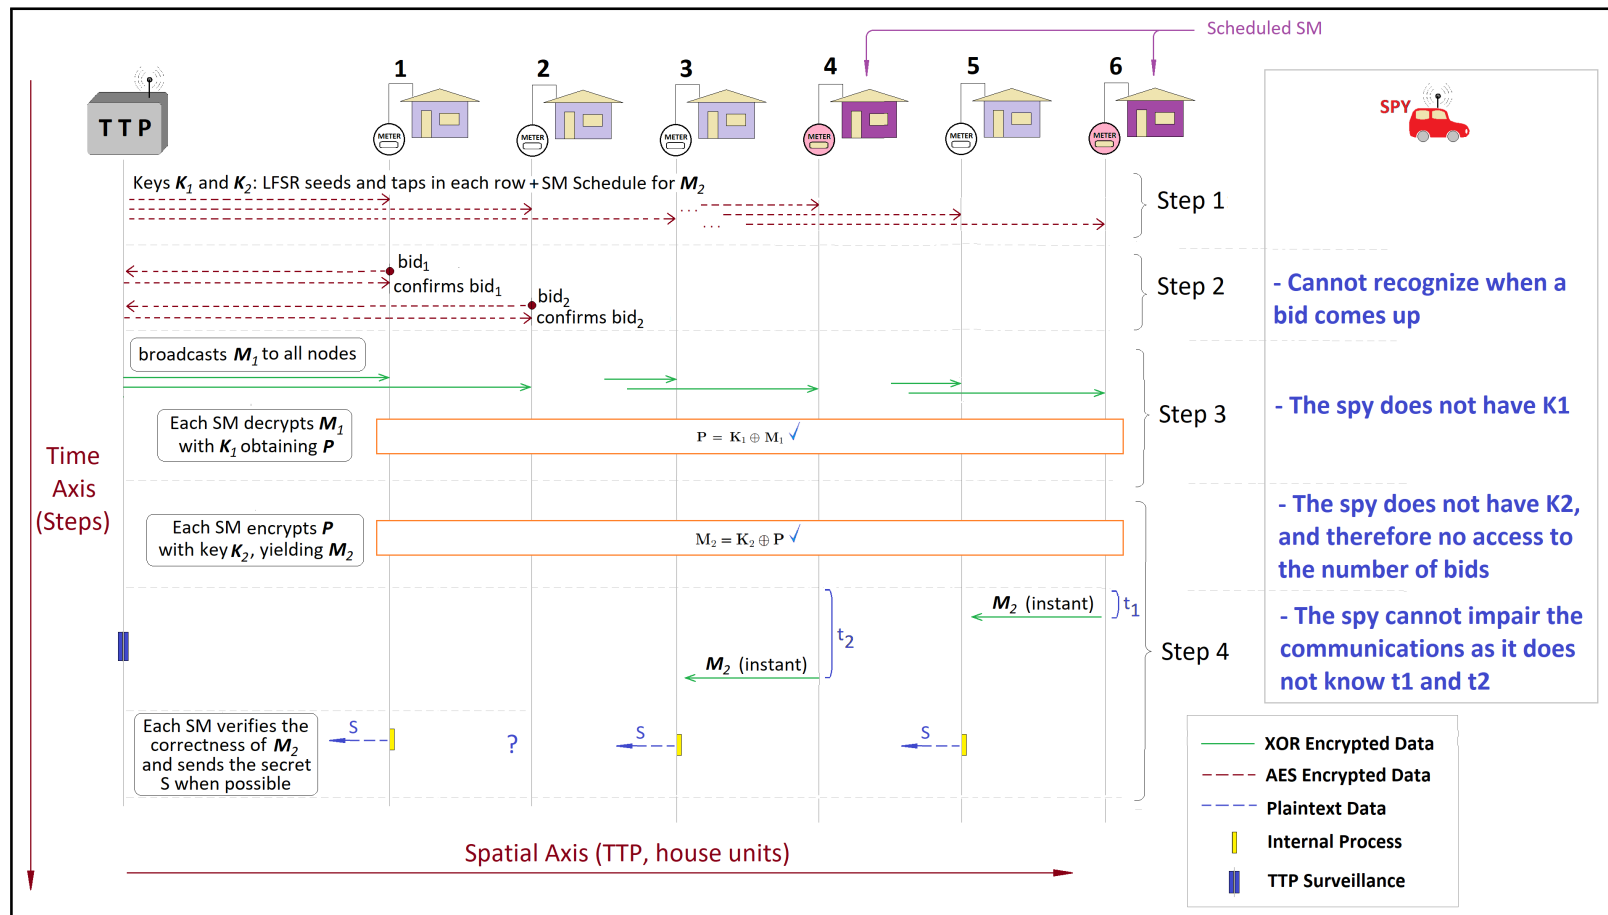 Scheduled SM
1
2
3
4
5
6
TTP
METER
METER
METER
METER
METER
METER
SPY
Keys K1 and K2: LFSR seeds and taps in each row + SM Schedule for M2
...
...
Step 1
bid1
confirms bid1
bid2
confirms bid2
Step 2
- Cannot recognize when a
bid comes up
broadcasts M1 to all nodes
Each SM decrypts M1
with K1 obtaining P
P = K1 ⊕ M1
Step 3
- The spy does not have K1
Time
Axis
(Steps)
Each SM encrypts P
with key K2, yielding M2
M2 = K2 ⊕ P
- The spy does not have K2,
and therefore no access to
the number of bids
M2 (instant)
t1
t2
M2 (instant)
Step 4
- The spy cannot impair the
communications as it does
not know t1 and t2
Each SM verifies the
correctness of M2
and sends the secret
S when possible
S
?
S
S
XOR Encrypted Data
AES Encrypted Data
Plaintext Data
Internal Process
TTP Surveillance
Spatial Axis (TTP, house units)